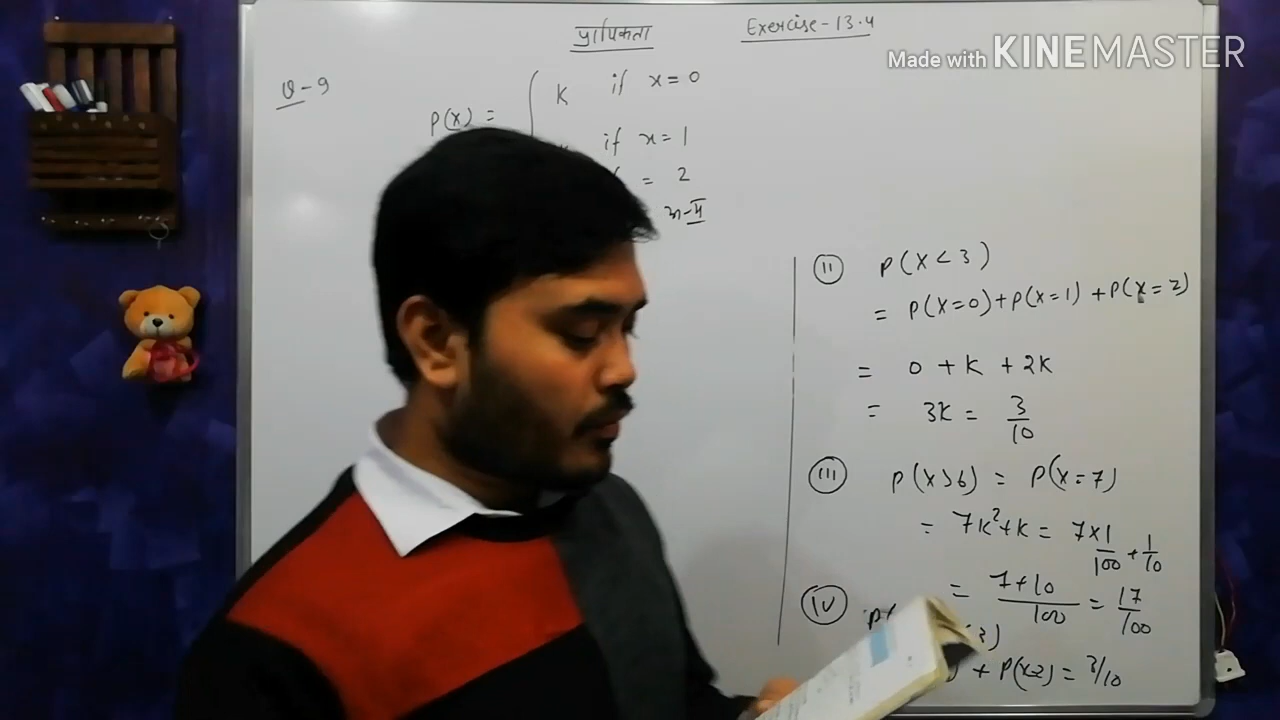 प्रायिकता Exercise-13.4
Made with KINEMASTER
Q-9
P(x) =
K if x = 0
if x = 1
= 2
(ii) P(X < 3)
= P(X=0)+P(X=1)+P(X=2)
= 0 + K + 2K
= 3K = 3/10
(iii) P(X>6) = P(X=7)
= 7K²+K = 7×1/100 + 1/10
= 7+10/100 = 17/100
(iv) P(
3)
+ P(X=2) = 3/10